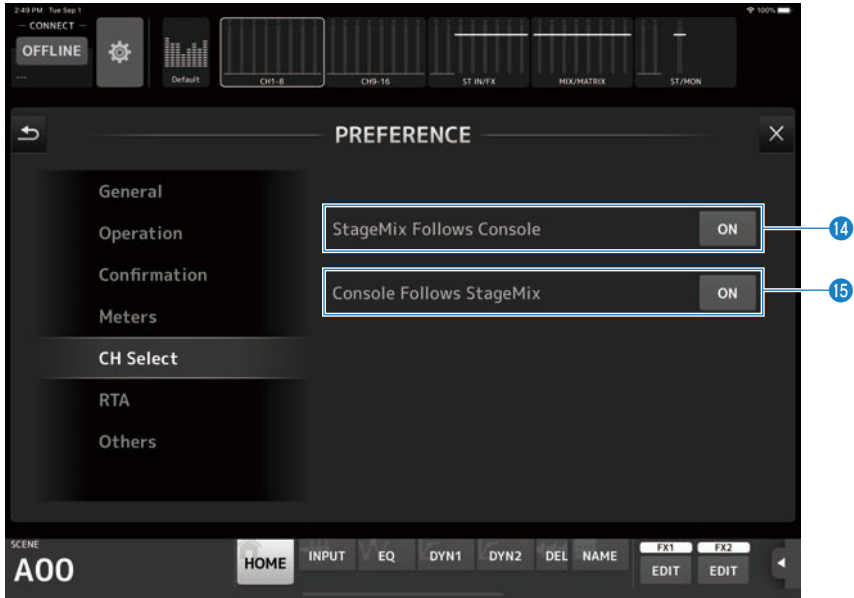 2:49 PM Tue Sep 1
100%
CONNECT
OFFLINE
---
Default
CH1-8
CH9-16
ST IN/FX
MIX/MATRIX
ST/MON
PREFERENCE
General
Operation
Confirmation
Meters
CH Select
RTA
Others
StageMix Follows Console
ON
14
Console Follows StageMix
ON
15
SCENE
A00
HOME
INPUT
EQ
DYN1
DYN2
DEL
NAME
FX1
EDIT
FX2
EDIT